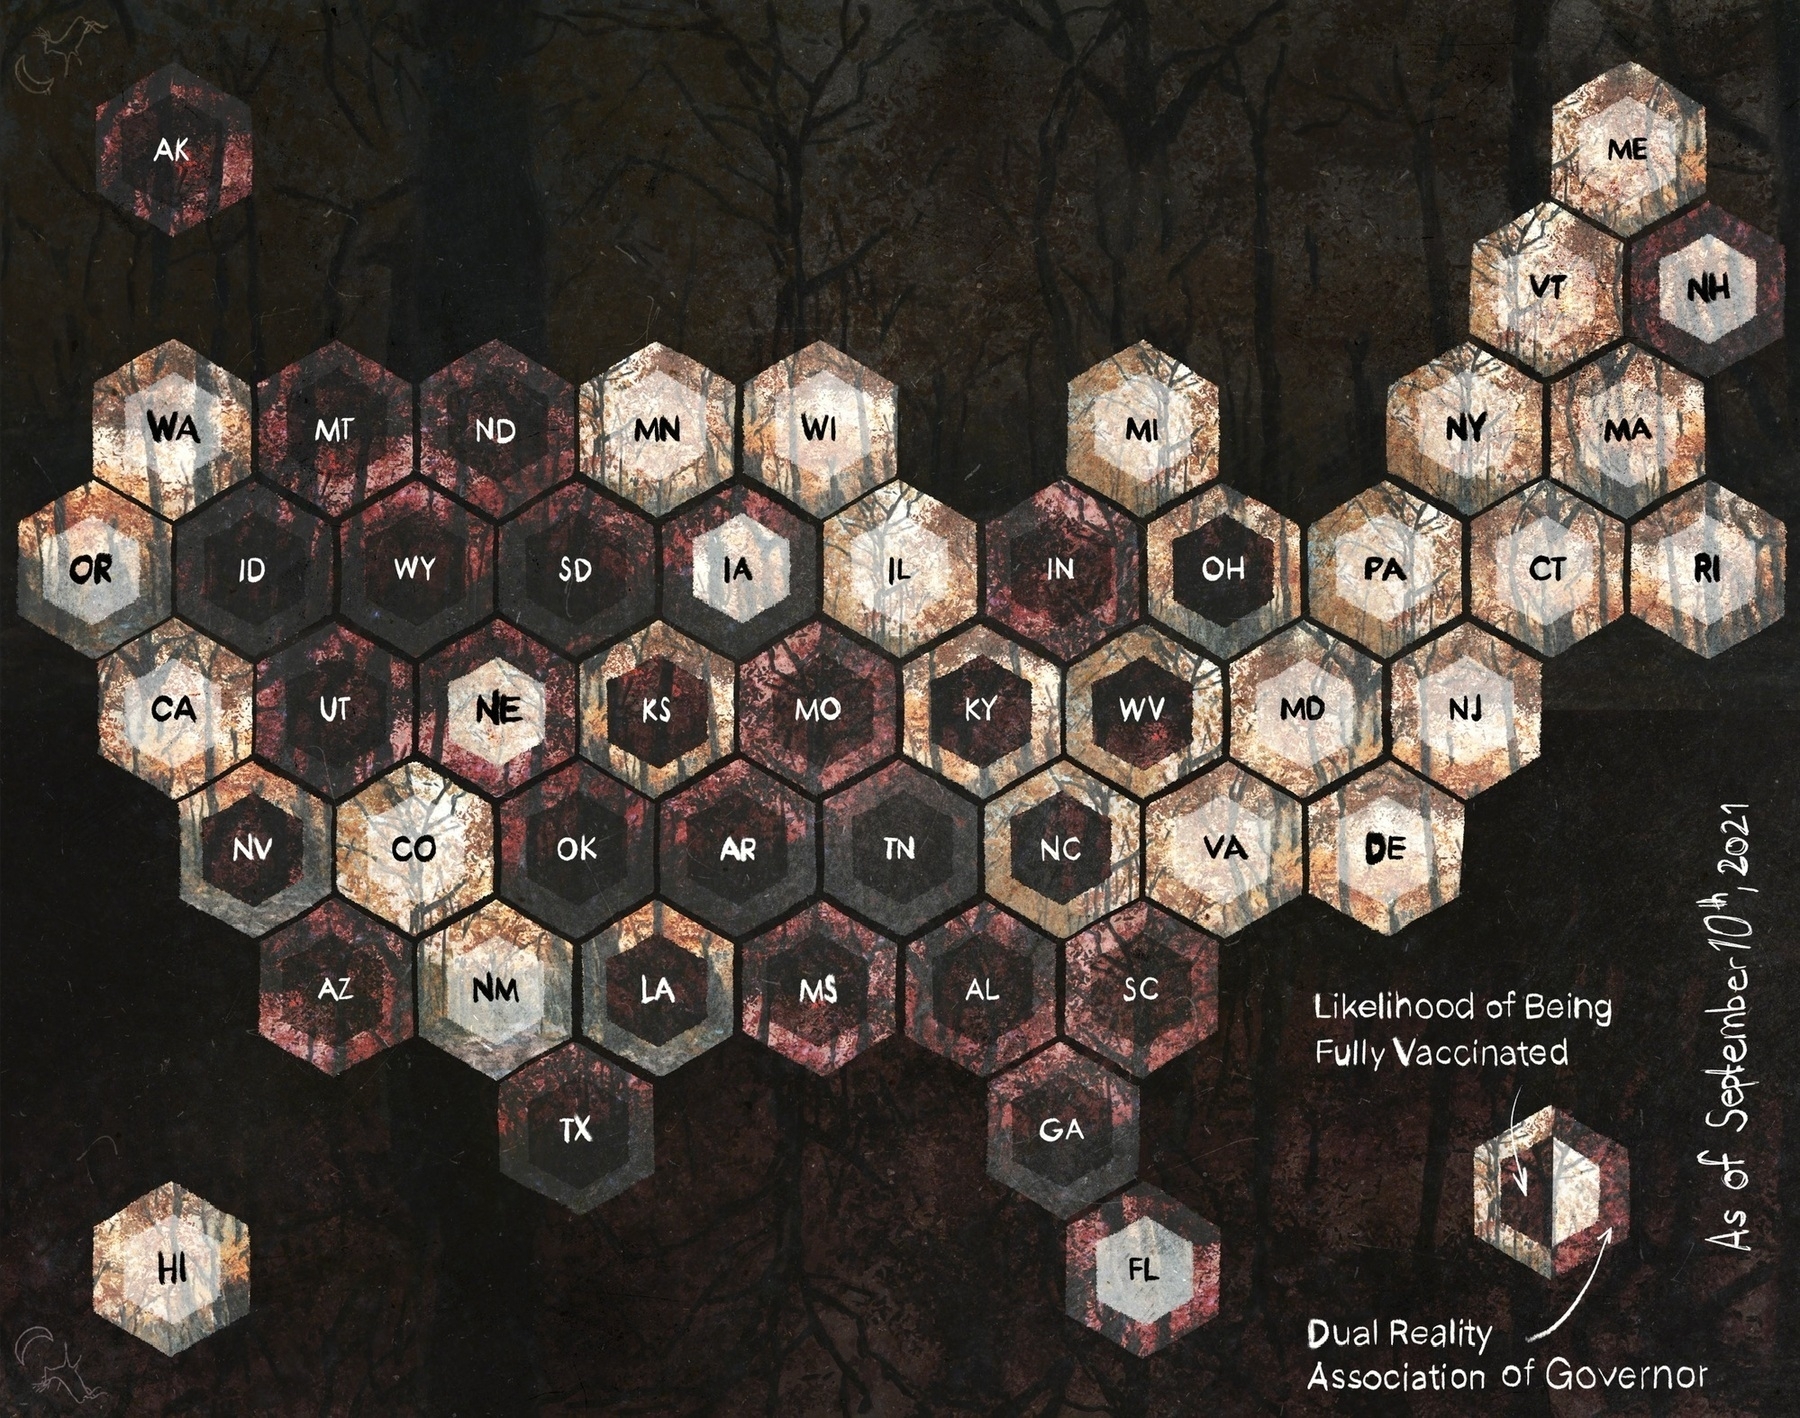 AK
ME
VT
NH
WA
MT
ND
MN
WI
MI
NY
MA
OR
ID
WY
SD
IA
IL
IN
OH
PA
CT
RI
CA
UT
NE
KS
MO
KY
WV
MD
NJ
NV
CO
OK
AR
TN
NC
VA
DE
AZ
NM
LA
MS
AL
SC
TX
GA
HI
FL
Likelihood of Being
Fully Vaccinated
Dual Reality
Association of Governor
As of September 10th, 2021